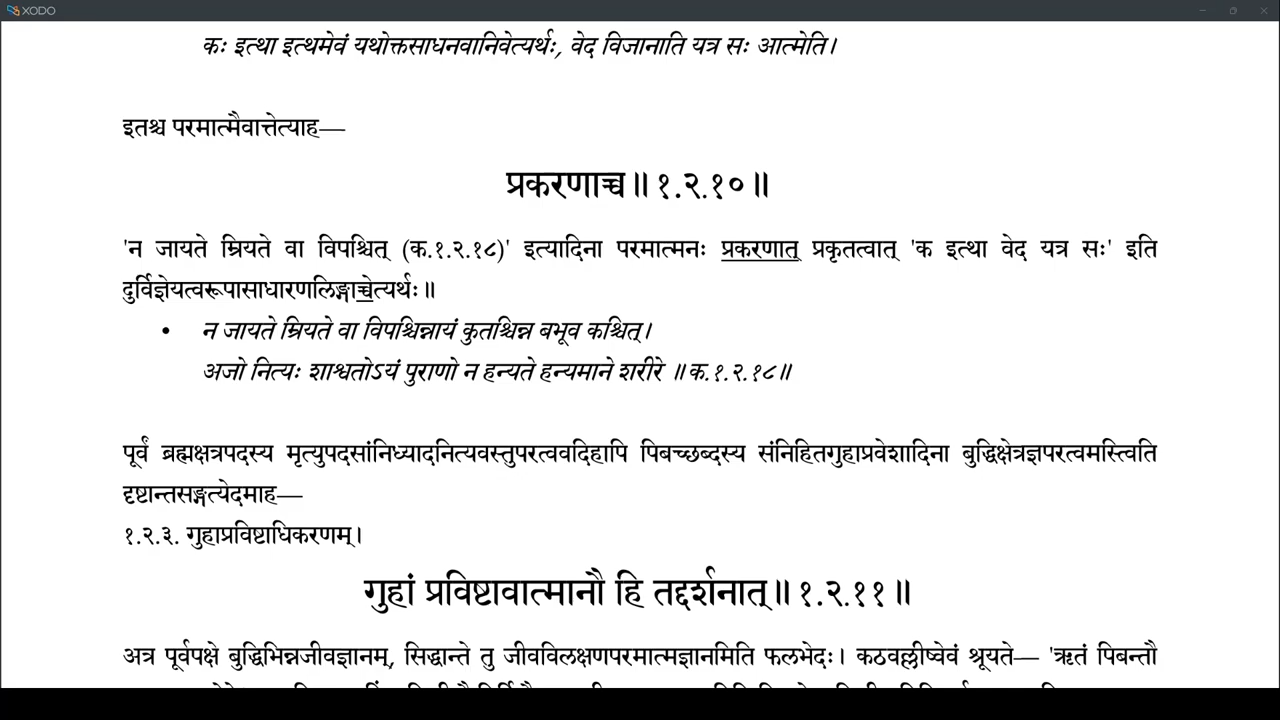 XODO
कः इत्था इत्थमेवं यथोक्तसाधनवानिवेत्यर्थः, वेद विजानाति यत्र सः आत्मेति।
इतश्च परमात्मैवात्तेत्याह—
प्रकरणाच्च॥१.२.१०॥
'न जायते म्रियते वा विपश्चित् (क.१.२.१८)' इत्यादिना परमात्मनः प्रकरणात् प्रकृतत्वात् 'क इत्था वेद यत्र सः' इति
दुर्विज्ञेयत्वरूपासाधारणलिङ्गाच्चेत्यर्थः॥
• न जायते म्रियते वा विपश्चिन्नायं कुतश्चिन्न बभूव कश्चित्।
अजो नित्यः शाश्वतोऽयं पुराणो न हन्यते हन्यमाने शरीरे ॥क.१.२.१८॥
पूर्वं ब्रह्मक्षत्रपदस्य मृत्युपदसांनिध्यादनित्यवस्तुपरत्ववदिहापि पिबच्छब्दस्य संनिहितगुहाप्रवेशादिना बुद्धिक्षेत्रज्ञपरत्वमस्त्विति
दृष्टान्तसङ्गत्येदमाह—
१.२.३. गुहाप्रविष्टाधिकरणम्।
गुहां प्रविष्टावात्मानौ हि तद्दर्शनात्॥१.२.११॥
अत्र पूर्वपक्षे बुद्धिभिन्नजीवज्ञानम्, सिद्धान्ते तु जीवविलक्षणपरमात्मज्ञानमिति फलभेदः। कठवल्लीष्वेवं श्रूयते— 'ऋतं पिबन्तौ